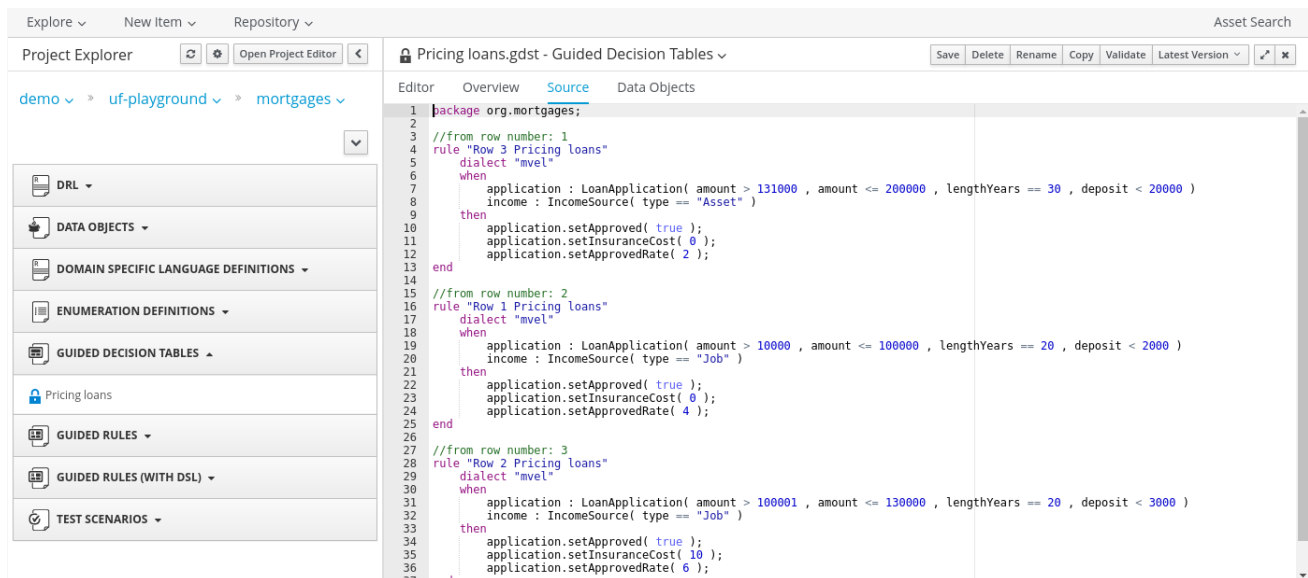 Explore New Item Repository Asset Search
Project Explorer Open Project Editor
demo » uf-playground » mortgages
DRL
DATA OBJECTS
DOMAIN SPECIFIC LANGUAGE DEFINITIONS
ENUMERATION DEFINITIONS
GUIDED DECISION TABLES
Pricing loans
GUIDED RULES
GUIDED RULES (WITH DSL)
TEST SCENARIOS
Pricing loans.gdst - Guided Decision Tables Save Delete Rename Copy Validate Latest Version
Editor Overview Source Data Objects
1 package org.mortgages;
2
3 //from row number: 1
4 rule "Row 3 Pricing loans"
5 dialect "mvel"
6 when
7 application : LoanApplication( amount > 131000 , amount <= 200000 , lengthYears == 30 , deposit < 20000 )
8 income : IncomeSource( type == "Asset" )
9 then
10 application.setApproved( true );
11 application.setInsuranceCost( 0 );
12 application.setApprovedRate( 2 );
13 end
14
15 //from row number: 2
16 rule "Row 1 Pricing loans"
17 dialect "mvel"
18 when
19 application : LoanApplication( amount > 10000 , amount <= 100000 , lengthYears == 20 , deposit < 2000 )
20 income : IncomeSource( type == "Job" )
21 then
22 application.setApproved( true );
23 application.setInsuranceCost( 0 );
24 application.setApprovedRate( 4 );
25 end
26
27 //from row number: 3
28 rule "Row 2 Pricing loans"
29 dialect "mvel"
30 when
31 application : LoanApplication( amount > 100001 , amount <= 130000 , lengthYears == 20 , deposit < 3000 )
32 income : IncomeSource( type == "Job" )
33 then
34 application.setApproved( true );
35 application.setInsuranceCost( 10 );
36 application.setApprovedRate( 6 );